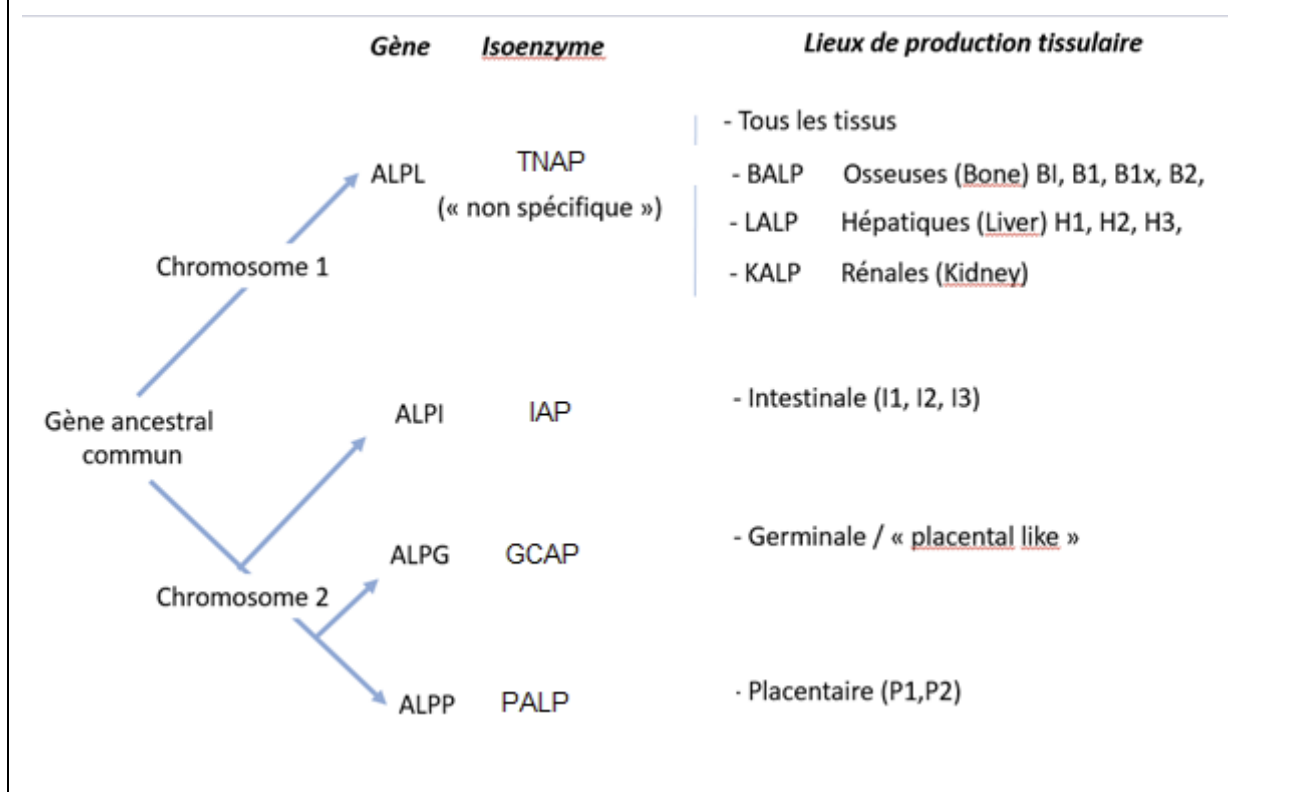 Gène Isoenzyme Lieux de production tissulaire
- Tous les tissus
ALPL TNAP
(« non spécifique »)
- BALP Osseuses (Bone) BI, B1, B1x, B2,
- LALP Hépatiques (Liver) H1, H2, H3,
- KALP Rénales (Kidney)
Chromosome 1
Gène ancestral
commun
ALPI IAP - Intestinale (I1, I2, I3)
ALPG GCAP - Germinale / « placental like »
Chromosome 2
ALPP PALP - Placentaire (P1,P2)